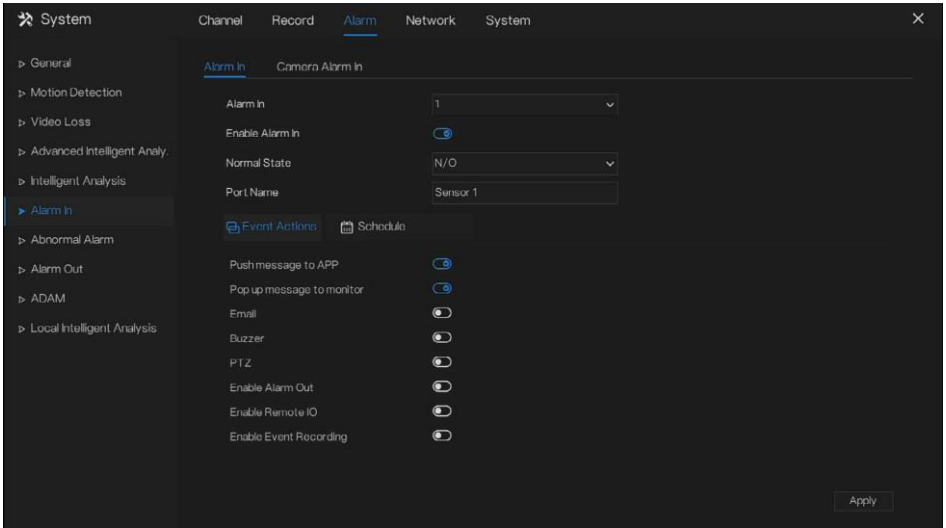 System
Channel Record Alarm Network System
General
Motion Detection
Video Loss
Advanced Intelligent Analy.
Intelligent Analysis
Alarm In
Abnormal Alarm
Alarm Out
ADAM
Local Intelligent Analysis
Alarm In Camera Alarm In
Alarm In 1
Enable Alarm In
Normal State N/O
Port Name Sensor 1
Event Actions Schedule
Push message to APP
Pop up message to monitor
Email
Buzzer
PTZ
Enable Alarm Out
Enable Remote IO
Enable Event Recording
Apply